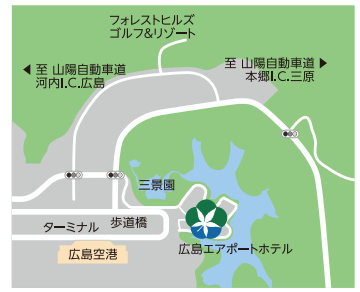 フォレストヒルズ
ゴルフ&リゾート
◀ 至 山陽自動車道
河内I.C.広島
至 山陽自動車道 ▶
本郷I.C.三原
三景園
ターミナル
歩道橋
広島空港
広島エアポートホテル